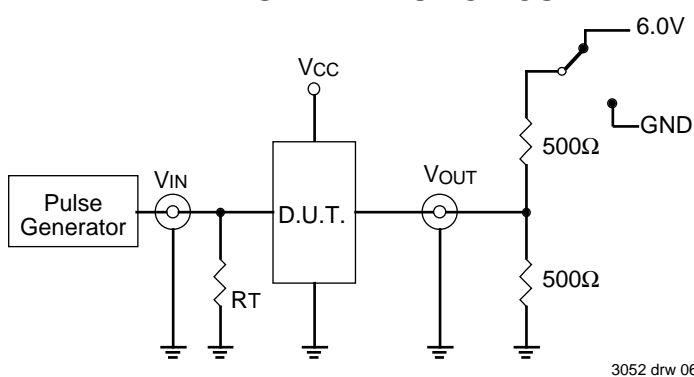 6.0V
VCC
GND
500Ω
VIN
VOUT
Pulse
Generator
D.U.T.
RT
500Ω
3052 drw 06